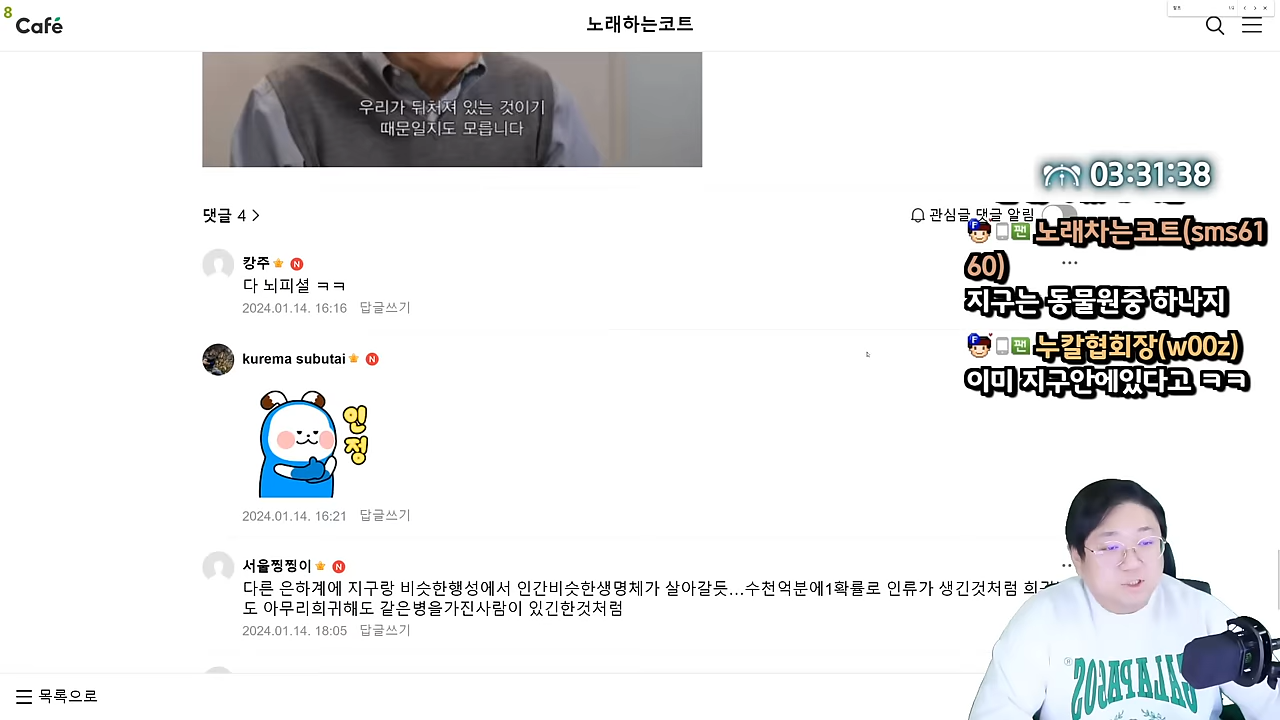 8
Café
노래하는코트
우리가 뒤처져 있는 것이기
때문일지도 모릅니다
03:31:38
댓글 4
관심글 댓글 알림
노래차는코트(sms61
60)
지구는 동물원중 하나지
누칼협회장(w00z)
이미 지구안에있다고 ㅋㅋ
캉주 N
다 뇌피셜 ㅋㅋ
2024.01.14. 16:16 답글쓰기
kurema subutai N
인
정
2024.01.14. 16:21 답글쓰기
서울찡찡이 N
다른 은하계에 지구랑 비슷한행성에서 인간비슷한생명체가 살아갈듯...수천억분에1확률로 인류가 생긴것처럼
도 아무리희귀해도 같은병을가진사람이 있긴한것처럼
2024.01.14. 18:05 답글쓰기
목록으로
GALAPAGOS